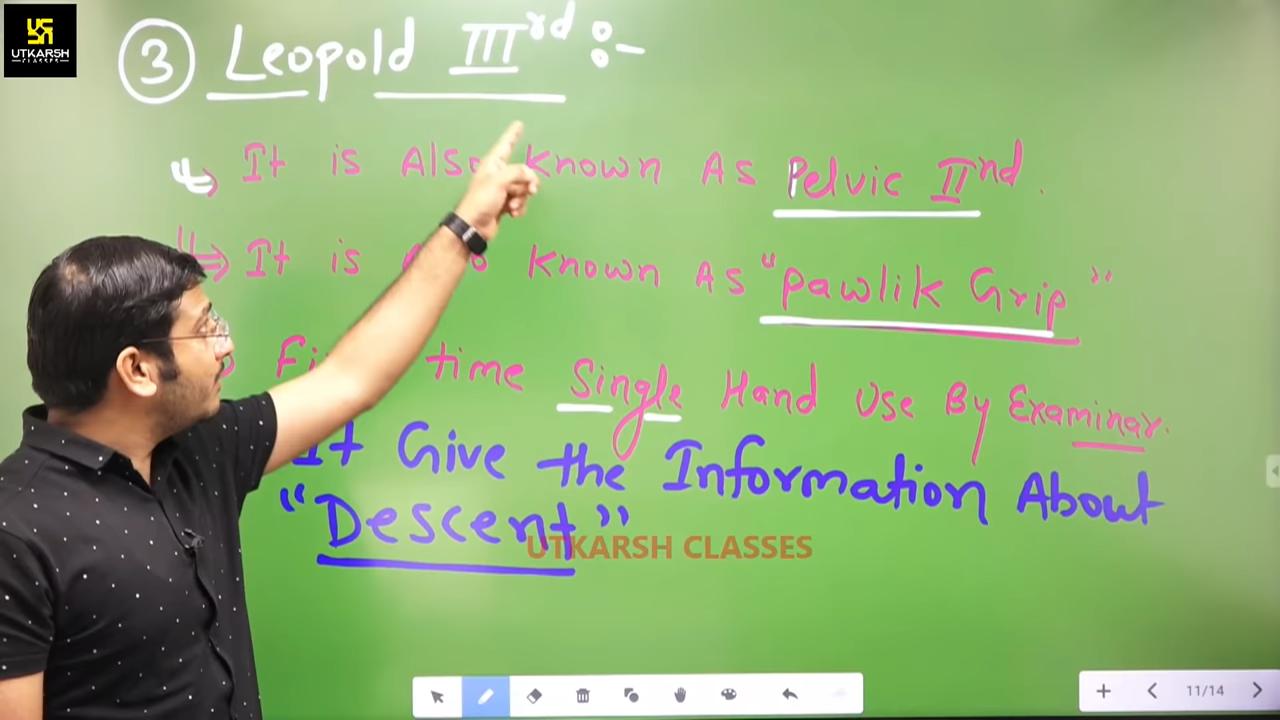 UTKARSH
CLASSES
3 Leopold IIIrd :-
It is Also Known As Pelvic IInd.
It is Known As "Pawlik Grip"
time Single Hand Use By Examinar.
It Give the Information About
"Descent"
UTKARSH CLASSES
11/14